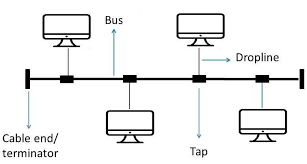 Bus
Dropline
Cable end/
terminator
Tap